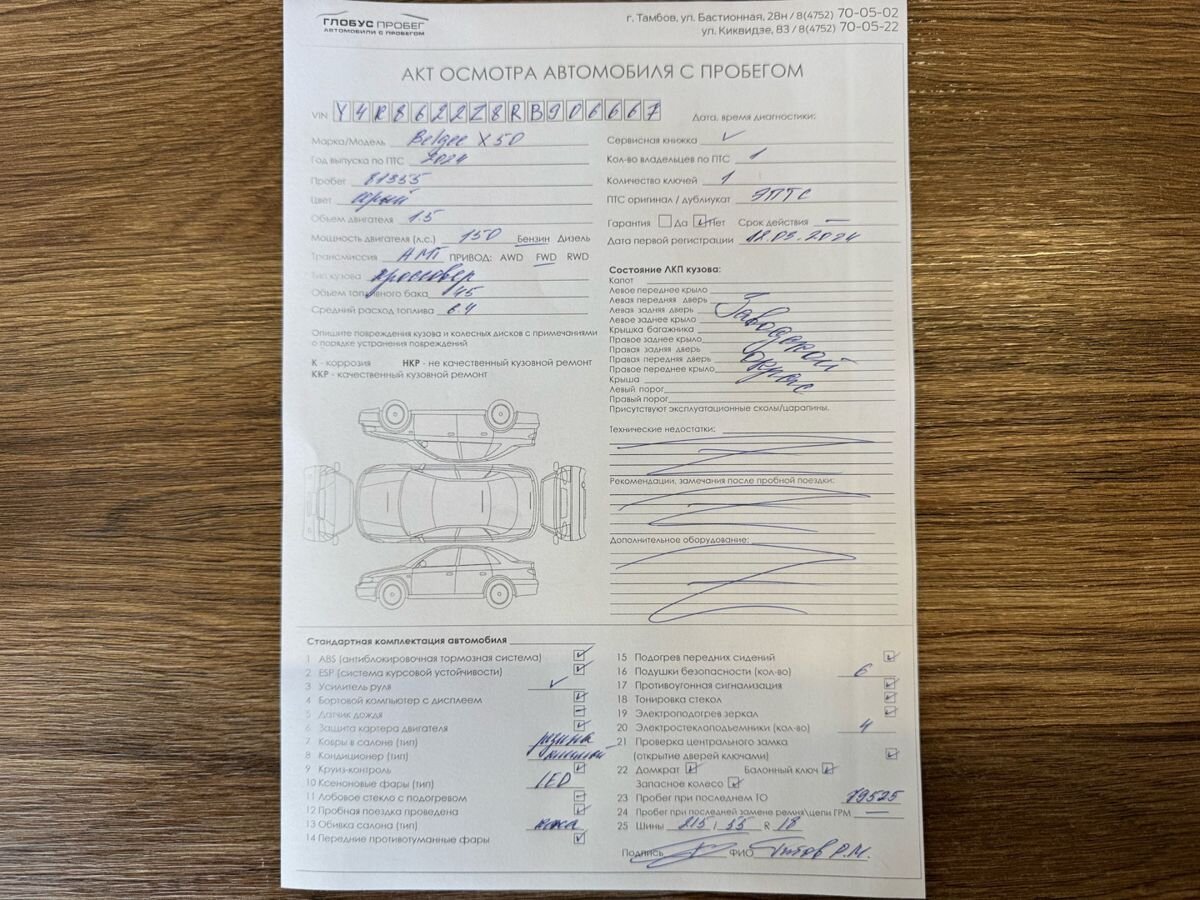 ГЛОБУС ПРОБЕГ
АВТОМОБИЛИ С ПРОБЕГОМ
г. Тамбов, ул. Бастионная, 28н / 8(4752) 70-05-02
ул. Киквидзе, 83 / 8(4752) 70-05-22
АКТ ОСМОТРА АВТОМОБИЛЯ С ПРОБЕГОМ
VIN Y4R8622Z8RB906667
Марка/Модель Belgee X50
Год выпуска по ПТС 2024
Пробег 81355
Цвет серый
Объем двигателя 1.5
Мощность двигателя (л.с.) 150 Бензин Дизель
Трансмиссия АМТ ПРИВОД: AWD FWD RWD
Тип кузова кроссовер
Объем топливного бака 45
Средний расход топлива 6.4
Опишите повреждения кузова и колесных дисков с примечаниями
о порядке устранения повреждений
К - коррозия НКР - не качественный кузовной ремонт
ККР - качественный кузовной ремонт
Дата, время диагностики:
Сервисная книжка
Кол-во владельцев по ПТС 1
Количество ключей 1
ПТС оригинал / дубликат ЭПТС
Гарантия Да Нет Срок действия —
Дата первой регистрации 12.03.2024
Состояние ЛКП кузова:
Капот
Левое переднее крыло
Левая передняя дверь
Левая задняя дверь
Левое заднее крыло
Крышка багажника
Правое заднее крыло
Правая задняя дверь
Правая передняя дверь
Правое переднее крыло
Крыша
Левый порог
Правый порог
Заводской
окрас
Присутствуют эксплуатационные сколы/царапины.
Технические недостатки:
Рекомендации, замечания после пробной поездки:
Дополнительное оборудование:
Стандартная комплектация автомобиля
1 ABS (антиблокировочная тормозная система)
2 ESP (система курсовой устойчивости)
3 Усилитель руля
4 Бортовой компьютер с дисплеем
5 Датчик дождя
6 Защита картера двигателя
7 Ковры в салоне (тип) резина
8 Кондиционер (тип) климат
9 Круиз-контроль
10 Ксеноновые фары (тип) LED
11 Лобовое стекло с подогревом
12 Пробная поездка проведена
13 Обивка салона (тип) кожа
14 Передние противотуманные фары
15 Подогрев передних сидений
16 Подушки безопасности (кол-во) 6
17 Противоугонная сигнализация
18 Тонировка стекол
19 Электроподогрев зеркал
20 Электростеклоподъемники (кол-во) 4
21 Проверка центрального замка
(открытие дверей ключами)
22 Домкрат Балонный ключ
Запасное колесо
23 Пробег при последнем ТО 79525
24 Пробег при последней замене ремня\цепи ГРМ —
25 Шины 215 / 55 R 18
Подпись ФИО Титов Р.М.